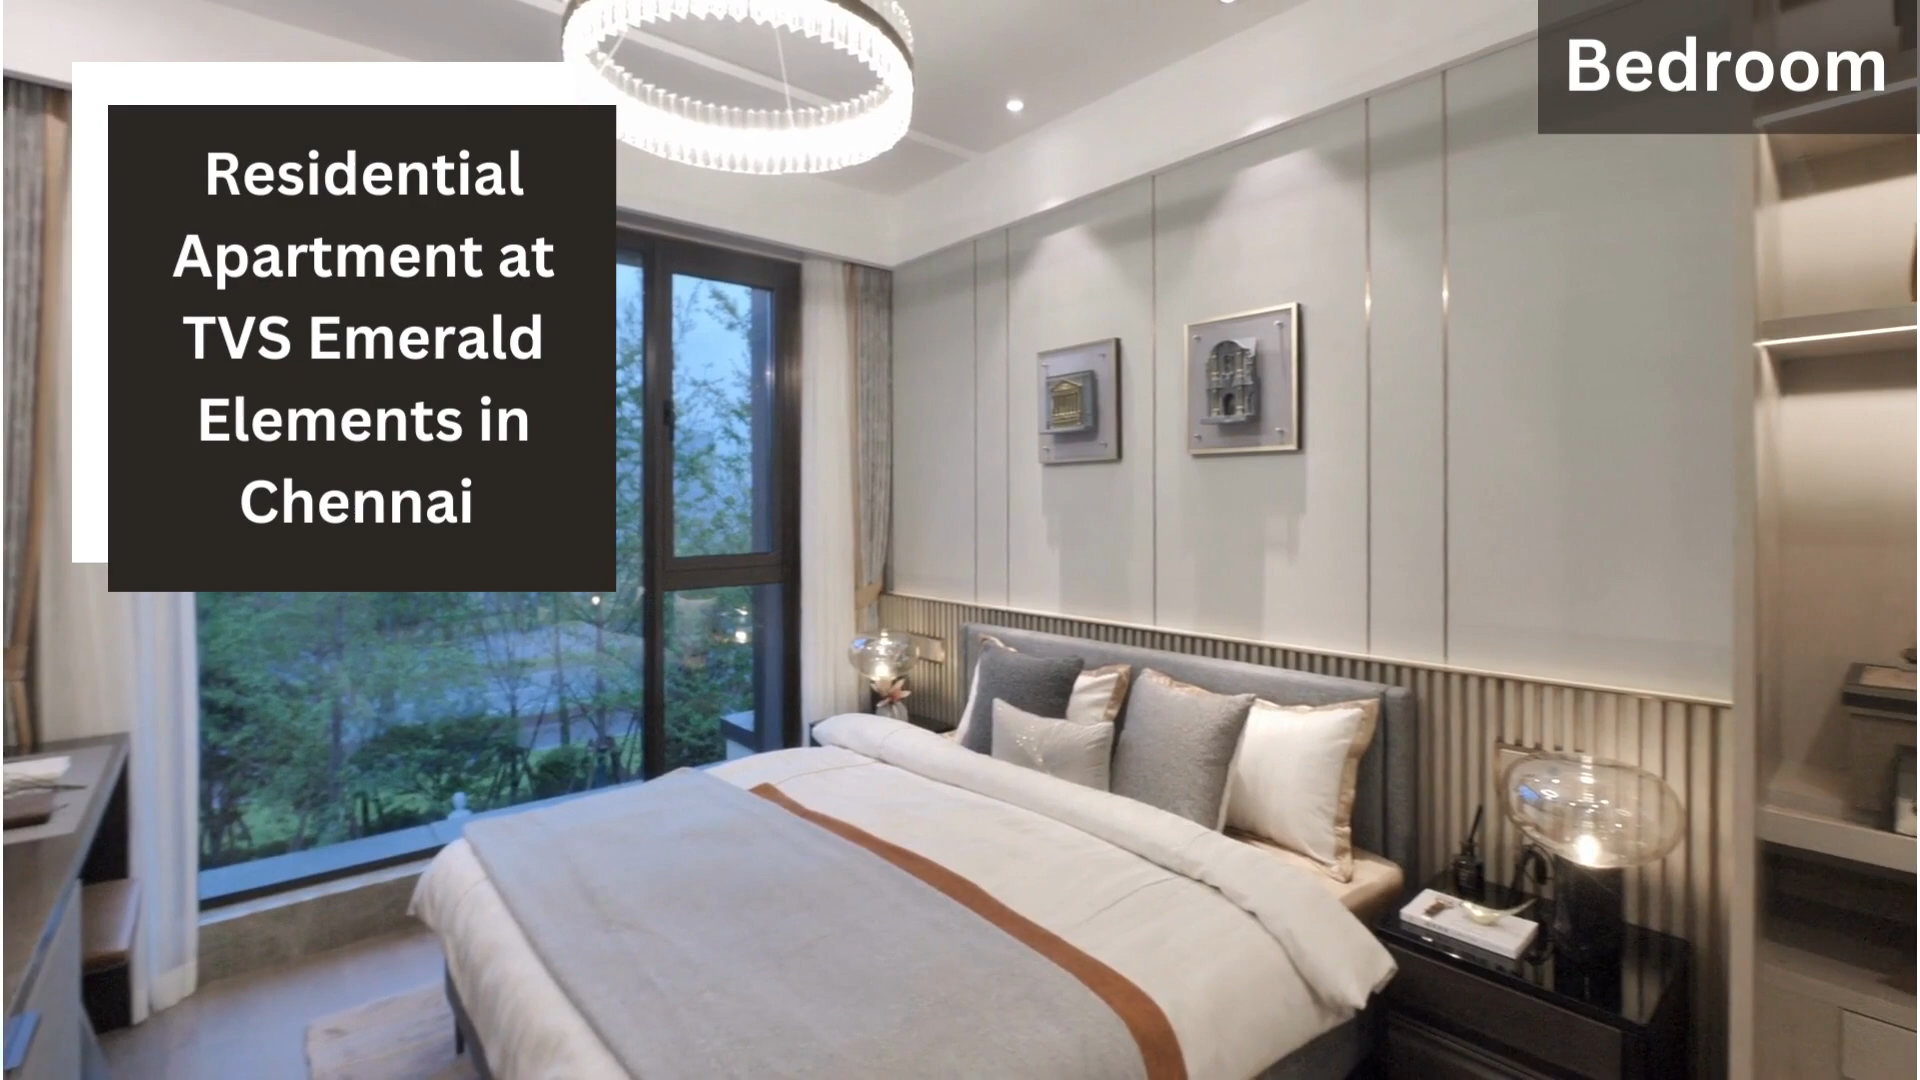 Residential
Apartment at
TVS Emerald
Elements in
Chennai
Bedroom